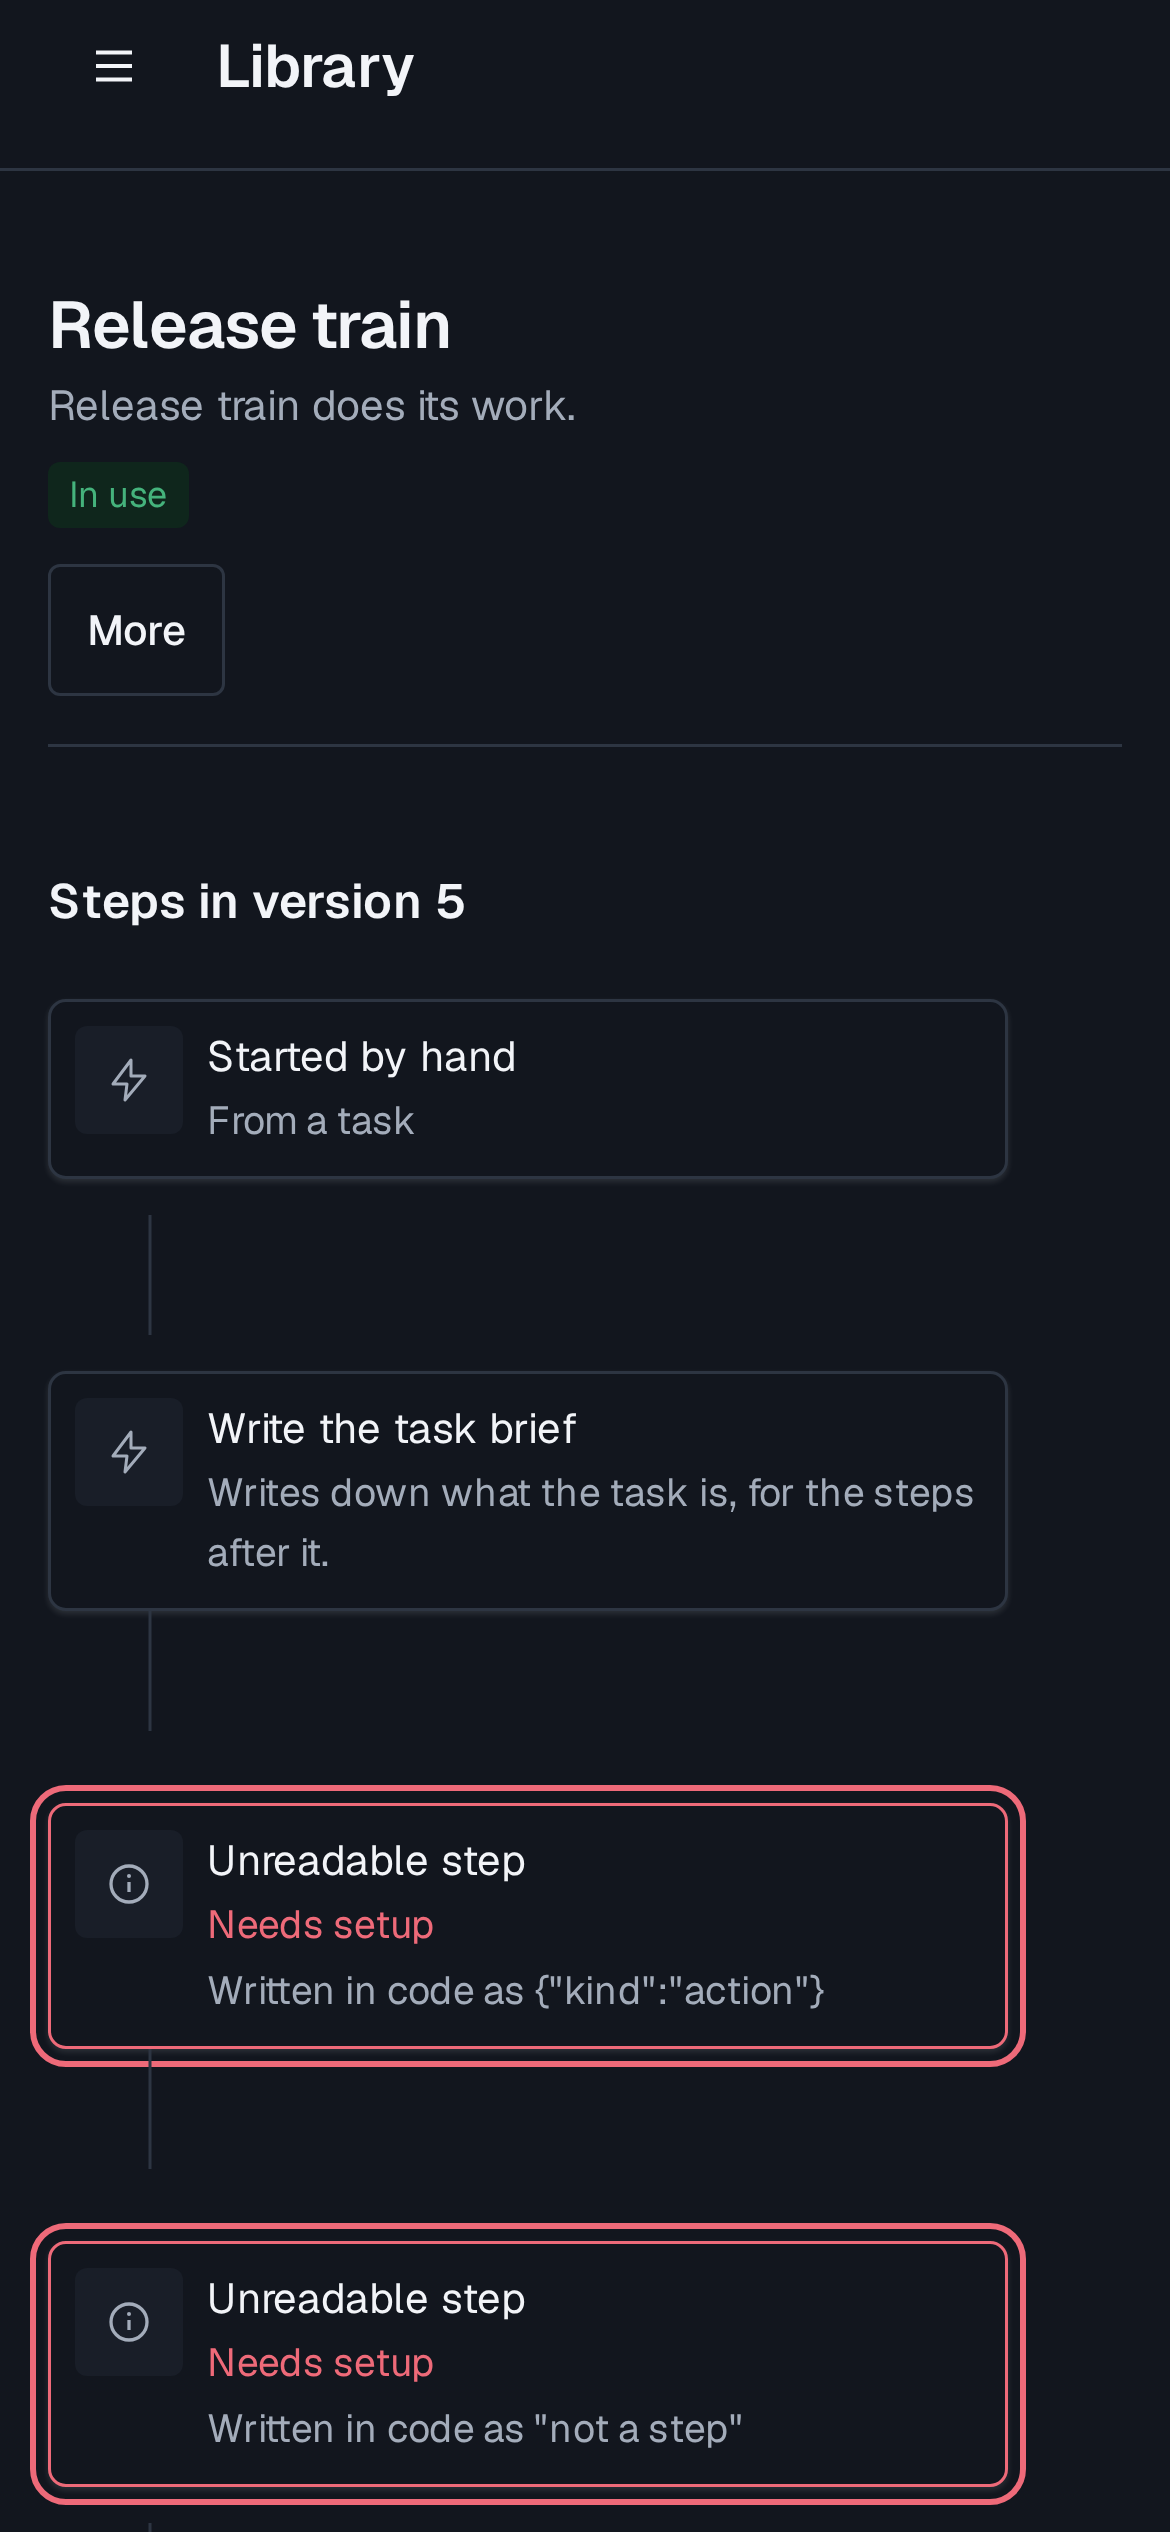 Library
Release train
Release train does its work.
In use
More
Steps in version 5
Started by hand
From a task
Write the task brief
Writes down what the task is, for the steps
after it.
Unreadable step
Needs setup
Written in code as {"kind":"action"}
Unreadable step
Needs setup
Written in code as "not a step"